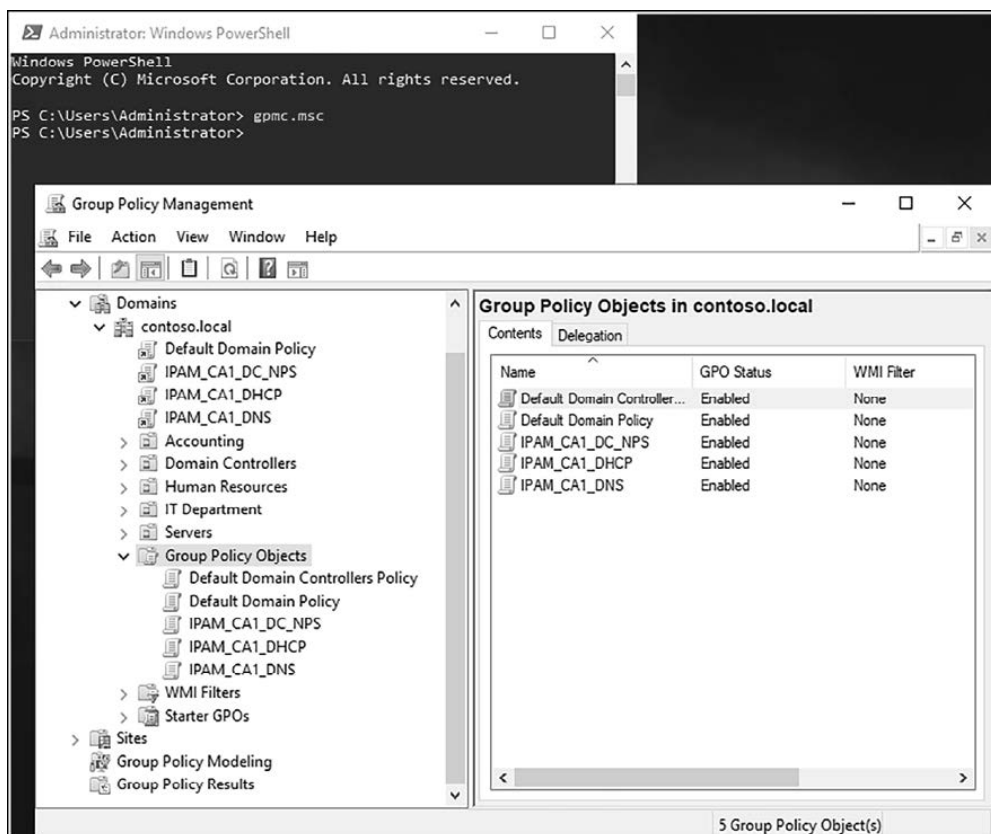 Administrator: Windows PowerShell
Windows PowerShell
Copyright (C) Microsoft Corporation. All rights reserved.
PS C:\Users\Administrator> gpmc.msc
PS C:\Users\Administrator>
Group Policy Management
File Action View Window Help
Domains
contoso.local
Default Domain Policy
IPAM_CA1_DC_NPS
IPAM_CA1_DHCP
IPAM_CA1_DNS
Accounting
Domain Controllers
Human Resources
IT Department
Servers
Group Policy Objects
Default Domain Controllers Policy
Default Domain Policy
IPAM_CA1_DC_NPS
IPAM_CA1_DHCP
IPAM_CA1_DNS
WMI Filters
Starter GPOs
Sites
Group Policy Modeling
Group Policy Results
Group Policy Objects in contoso.local
Contents Delegation
Name GPO Status WMI Filter
Default Domain Controller... Enabled None
Default Domain Policy Enabled None
IPAM_CA1_DC_NPS Enabled None
IPAM_CA1_DHCP Enabled None
IPAM_CA1_DNS Enabled None
5 Group Policy Object(s)